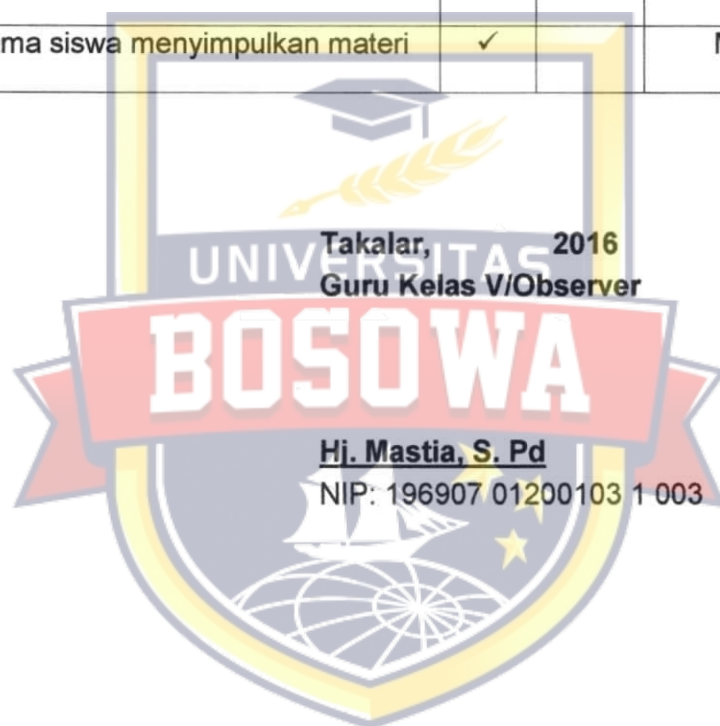 ma siswa menyimpulkan materi ✓ M
Takalar, 2016
UNIVERSITAS
Guru Kelas V/Observer
BOSOWA
Hj. Mastia, S. Pd
NIP: 196907 01200103 1 003